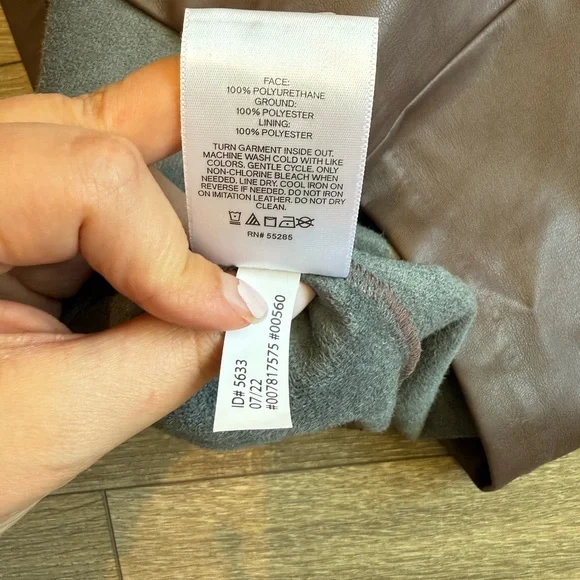 FACE:
100% POLYURETHANE
GROUND:
100% POLYESTER
LINING:
100% POLYESTER
TURN GARMENT INSIDE OUT.
MACHINE WASH COLD WITH LIKE
COLORS. GENTLE CYCLE. ONLY
NON-CHLORINE BLEACH WHEN
NEEDED. LINE DRY. COOL IRON ON
REVERSE IF NEEDED. DO NOT IRON
ON IMITATION LEATHER. DO NOT DRY
CLEAN.
RN# 55285
ID# 5633
07/22
#007817575 #00560